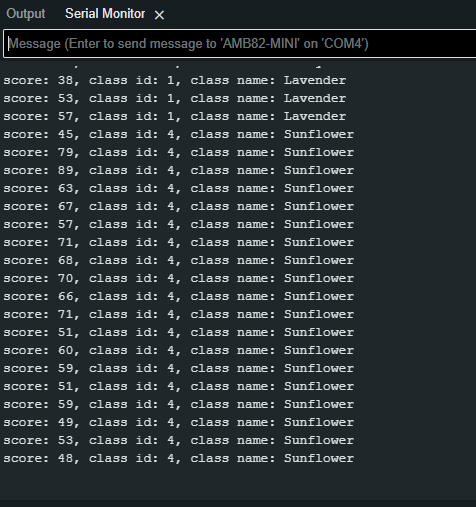 Output Serial Monitor ×
Message (Enter to send message to 'AMB82-MINI' on 'COM4')
score: 38, class id: 1, class name: Lavender
score: 53, class id: 1, class name: Lavender
score: 57, class id: 1, class name: Lavender
score: 45, class id: 4, class name: Sunflower
score: 79, class id: 4, class name: Sunflower
score: 89, class id: 4, class name: Sunflower
score: 63, class id: 4, class name: Sunflower
score: 67, class id: 4, class name: Sunflower
score: 57, class id: 4, class name: Sunflower
score: 71, class id: 4, class name: Sunflower
score: 68, class id: 4, class name: Sunflower
score: 70, class id: 4, class name: Sunflower
score: 66, class id: 4, class name: Sunflower
score: 71, class id: 4, class name: Sunflower
score: 51, class id: 4, class name: Sunflower
score: 60, class id: 4, class name: Sunflower
score: 59, class id: 4, class name: Sunflower
score: 51, class id: 4, class name: Sunflower
score: 59, class id: 4, class name: Sunflower
score: 49, class id: 4, class name: Sunflower
score: 53, class id: 4, class name: Sunflower
score: 48, class id: 4, class name: Sunflower